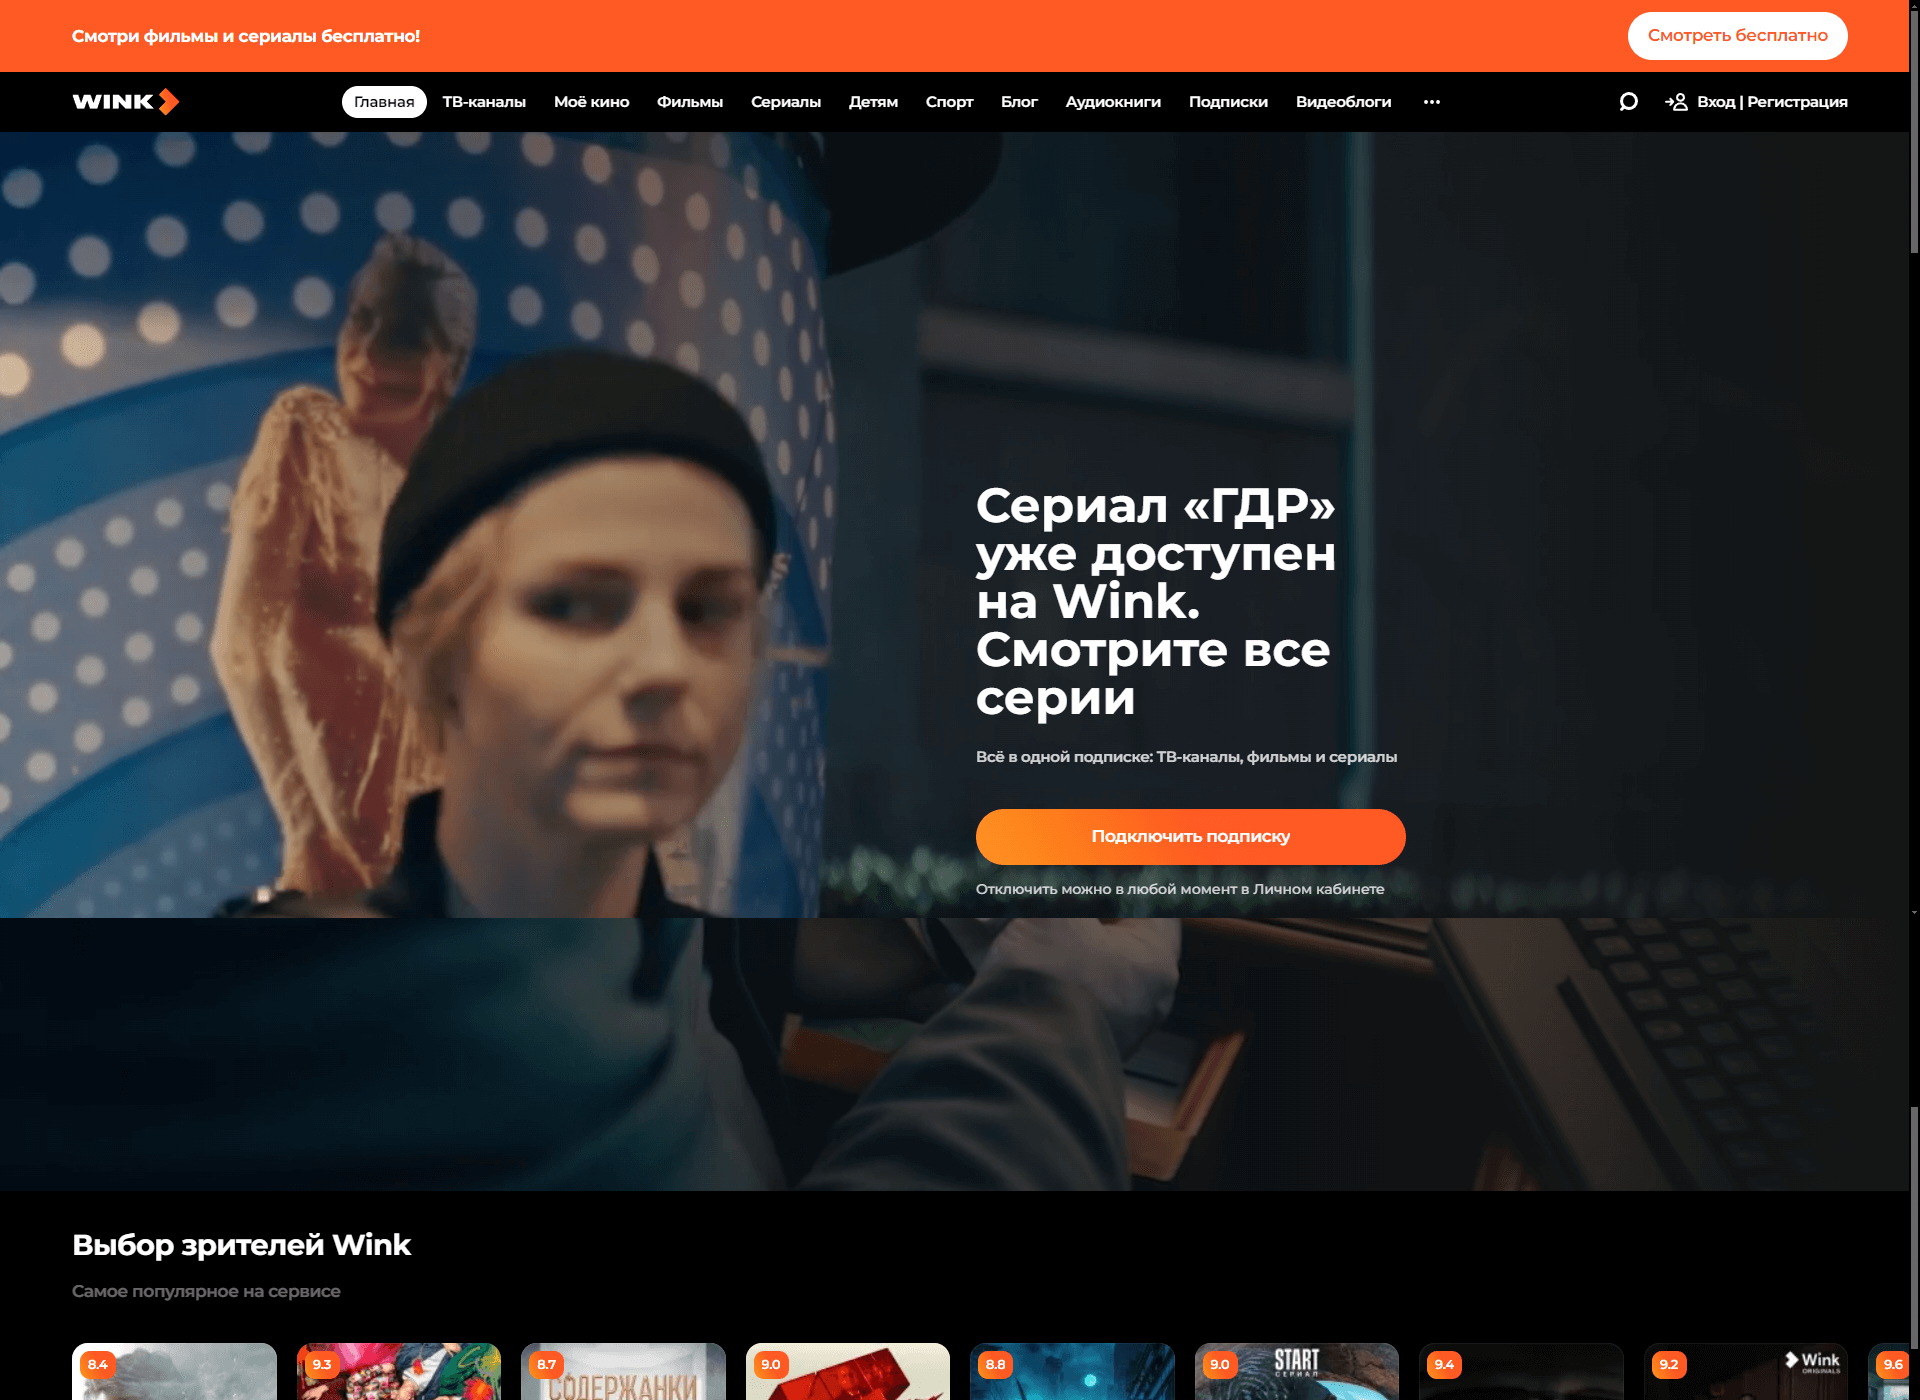 Смотри фильмы и сериалы бесплатно!
Смотреть бесплатно
WINK
Главная ТВ-каналы Моё кино Фильмы Сериалы Детям Спорт Блог Аудиокниги Подписки Видеоблоги
Вход | Регистрация
Сериал «ГДР»
уже доступен
на Wink.
Смотрите все
серии
Всё в одной подписке: ТВ-каналы, фильмы и сериалы
Подключить подписку
Отключить можно в любой момент в Личном кабинете
Выбор зрителей Wink
Самое популярное на сервисе
8.4
9.3
8.7
СОДЕРЖАНКИ
9.0
8.8
9.0
START
СЕРИАЛ
9.4
9.2
Wink
ORIGINALS
9.6